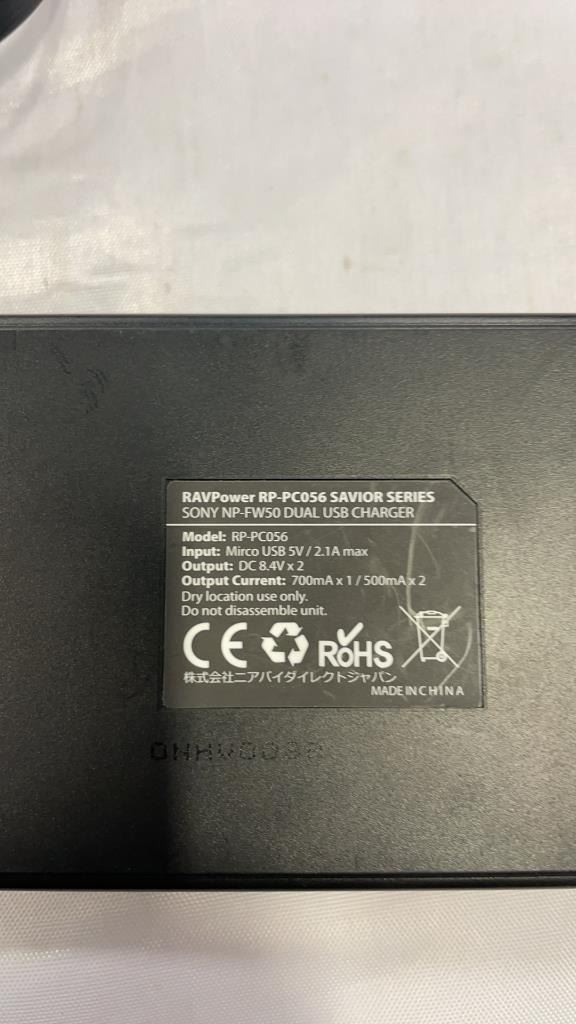 RAVPower RP-PC056 SAVIOR SERIES
SONY NP-FW50 DUAL USB CHARGER
Model: RP-PC056
Input: Mirco USB 5V / 2.1A max
Output: DC 8.4V x 2
Output Current: 700mA x 1 / 500mA x 2
Dry location use only.
Do not disassemble unit.
CE RoHS
株式会社ニアバイダイレクトジャパン
MADE IN CHINA